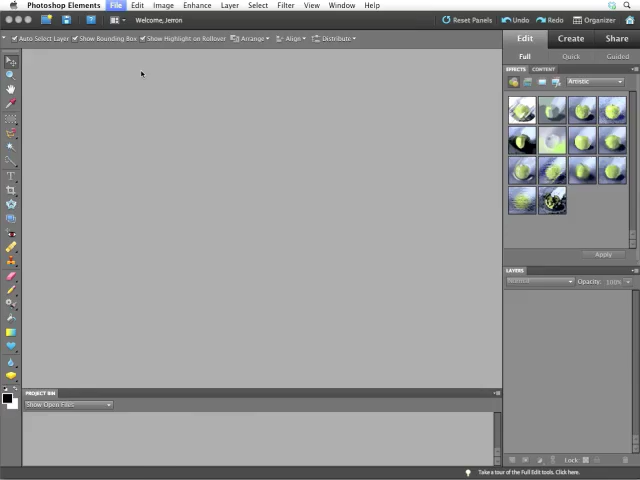 Photoshop Elements File Edit Image Enhance Layer Select Filter View Window Help
Welcome, Jerron Reset Panels Undo Redo Organizer
Auto Select Layer Show Bounding Box Show Highlight on Rollover Arrange Align Distribute
Edit Create Share
Full Quick Guided
EFFECTS CONTENT
Artistic
Apply
LAYERS
Normal Opacity: 100%
PROJECT BIN
Show Open Files
Lock:
Take a tour of the Full Edit tools. Click here.